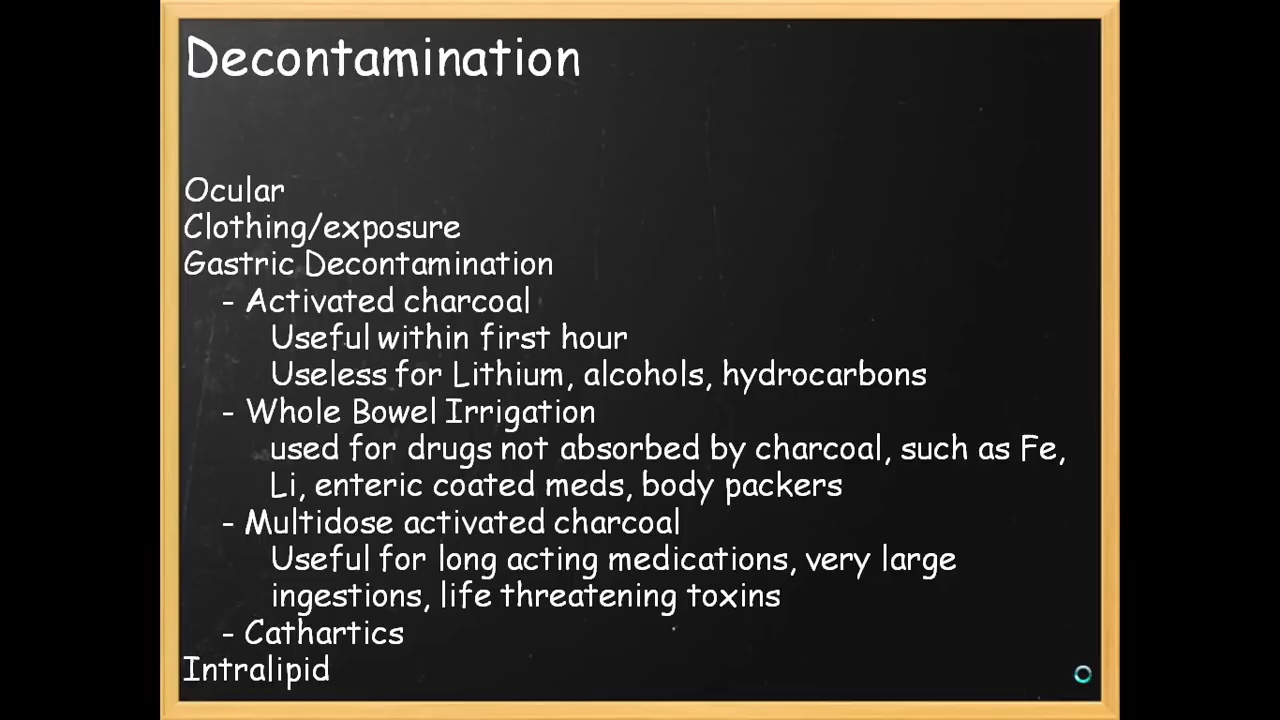 Decontamination
Ocular
Clothing/exposure
Gastric Decontamination
- Activated charcoal
Useful within first hour
Useless for Lithium, alcohols, hydrocarbons
- Whole Bowel Irrigation
used for drugs not absorbed by charcoal, such as Fe,
Li, enteric coated meds, body packers
- Multidose activated charcoal
Useful for long acting medications, very large
ingestions, life threatening toxins
- Cathartics
Intralipid